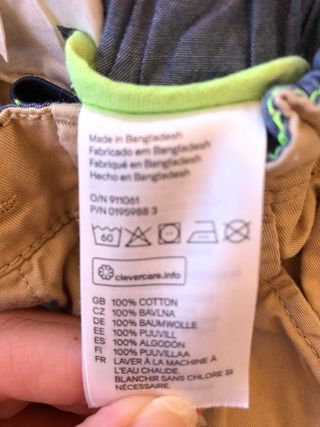 Made in Bangladesh
Fabricado em Bangladesh
Fabriqué en Bangladesh
Hecho en Bangladesh
O/N 911061
P/N 0195988 3
60
clevercare.info
GB 100% COTTON
CZ 100% BAVLNA
DE 100% BAUMWOLLE
EE 100% PUUVILL
ES 100% ALGODÓN
FI 100% PUUVILLAA
FR LAVER À LA MACHINE À
L'EAU CALCAIRE.
BLANCHIR SANS CHLORE SI
NÉCESSAIRE.